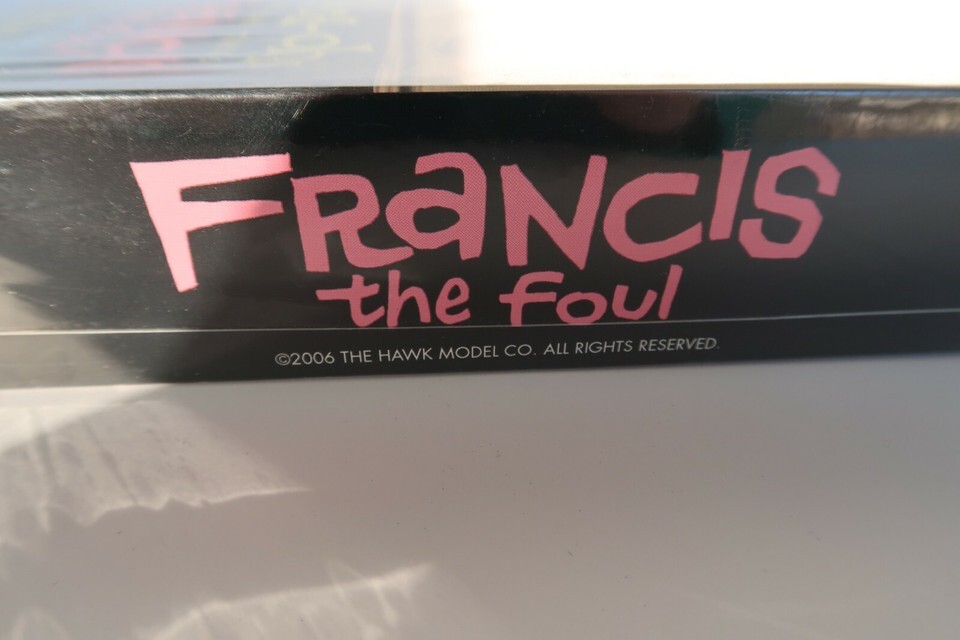 FRaNCIS
the foul
©2006 THE HAWK MODEL CO. ALL RIGHTS RESERVED.